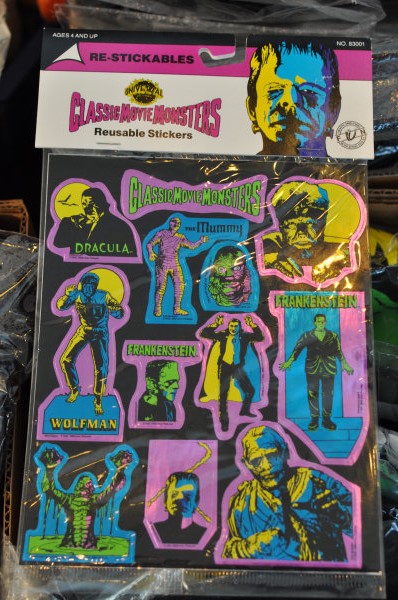 AGES 4 AND UP
NO. 83001
RE-STICKABLES
UNIVERSAL
CLASSIC MOVIE MONSTERS
Reusable Stickers
CLASSIC MOVIE MONSTERS
DRACULA
THE Mummy
FRANKENSTEIN
FRANKENSTEIN
WOLFMAN